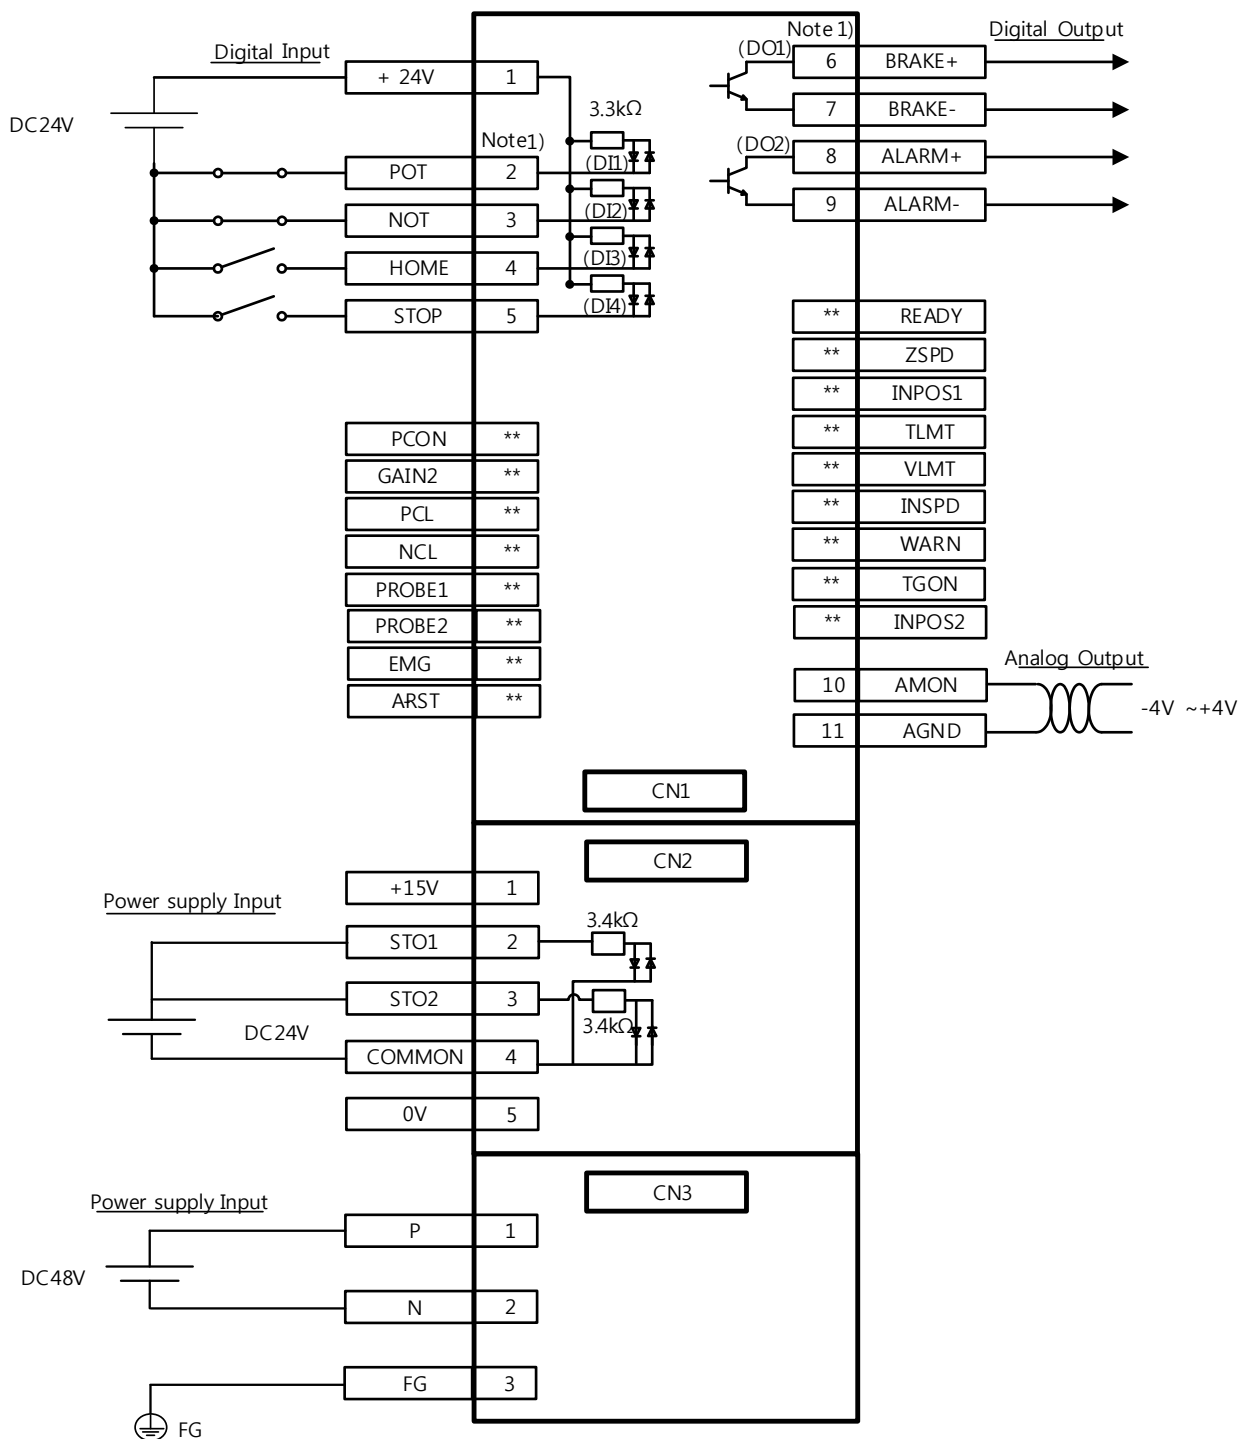 Digital Input
DC24V
+ 24V 1
3.3kΩ
Note1)
POT 2 (DI1)
NOT 3 (DI2)
HOME 4 (DI3)
STOP 5 (DI4)
PCON **
GAIN2 **
PCL **
NCL **
PROBE1 **
PROBE2 **
EMG **
ARST **
Note 1)
Digital Output
(DO1) 6 BRAKE+
7 BRAKE-
(DO2) 8 ALARM+
9 ALARM-
** READY
** ZSPD
** INPOS1
** TLMT
** VLMT
** INSPD
** WARN
** TGON
** INPOS2
Analog Output
10 AMON
-4V ~+4V
11 AGND
CN1
CN2
Power supply Input
+15V 1
STO1 2
3.4kΩ
STO2 3
3.4kΩ
DC24V
COMMON 4
0V 5
CN3
Power supply Input
P 1
DC48V
N 2
FG 3
FG